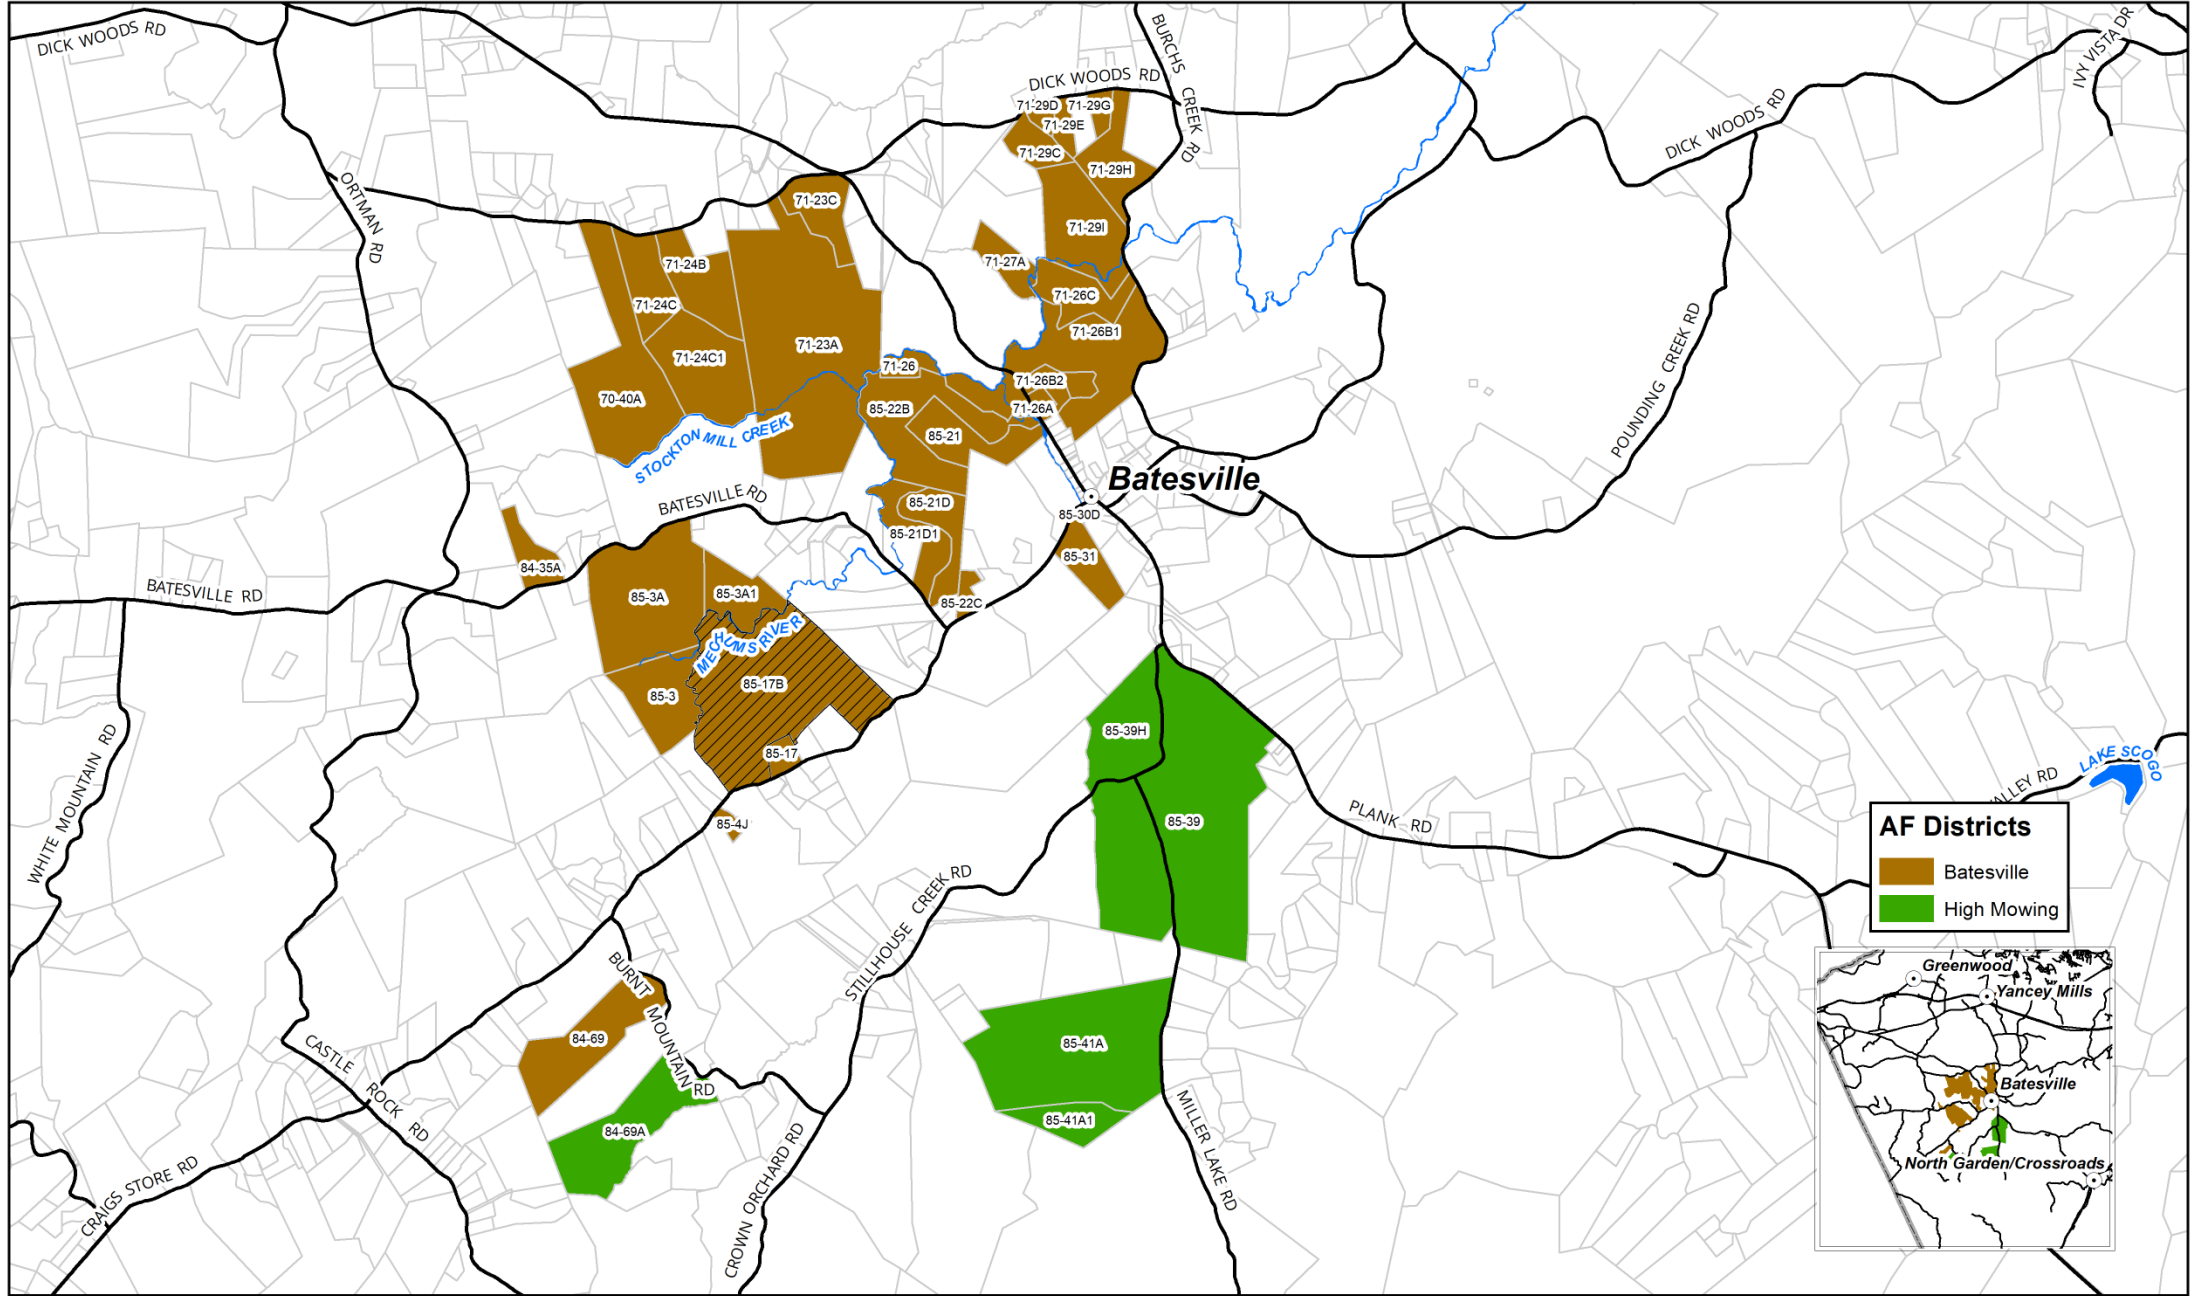 DICK WOODS RD
BURCHS CREEK RD
IVY VISTA DR
DICK WOODS RD
71-29D
71-29G
71-29E
71-29C
71-29H
DICK WOODS RD
ORTMAN RD
71-23C
71-29I
71-24B
71-27A
71-24C
71-26C
71-26B1
71-23A
71-24C1
71-26
71-26B2
70-40A
85-22B
71-26A
POUNDING CREEK RD
STOCKTON MILL CREEK
85-21
Batesville
BATESVILLE RD
85-21D
85-30D
85-21D1
85-31
84-35A
BATESVILLE RD
85-3A
85-3A1
85-22C
MECHUMS RIVER
85-17B
85-3
85-39H
85-17
WHITE MOUNTAIN RD
LAKE SCOGO
ALLEY RD
85-4J
85-39
PLANK RD
AF Districts
Batesville
High Mowing
STILLHOUSE CREEK RD
BURNT MOUNTAIN RD
84-69
85-41A
CASTLE ROCK RD
84-69A
85-41A1
MILLER LAKE RD
CRAIGS STORE RD
CROWN ORCHARD RD
Greenwood
Yancey Mills
Batesville
North Garden/Crossroads